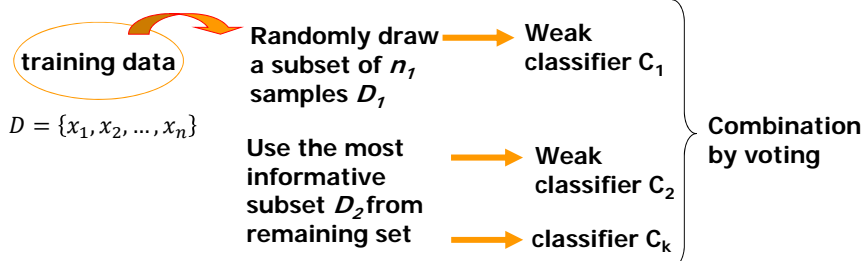 training data
D = {x₁, x₂, …, xₙ}
Randomly draw
a subset of n₁
samples D₁
Weak
classifier C₁
Use the most
informative
subset D₂ from
remaining set
Weak
classifier C₂
classifier Cₖ
Combination
by voting